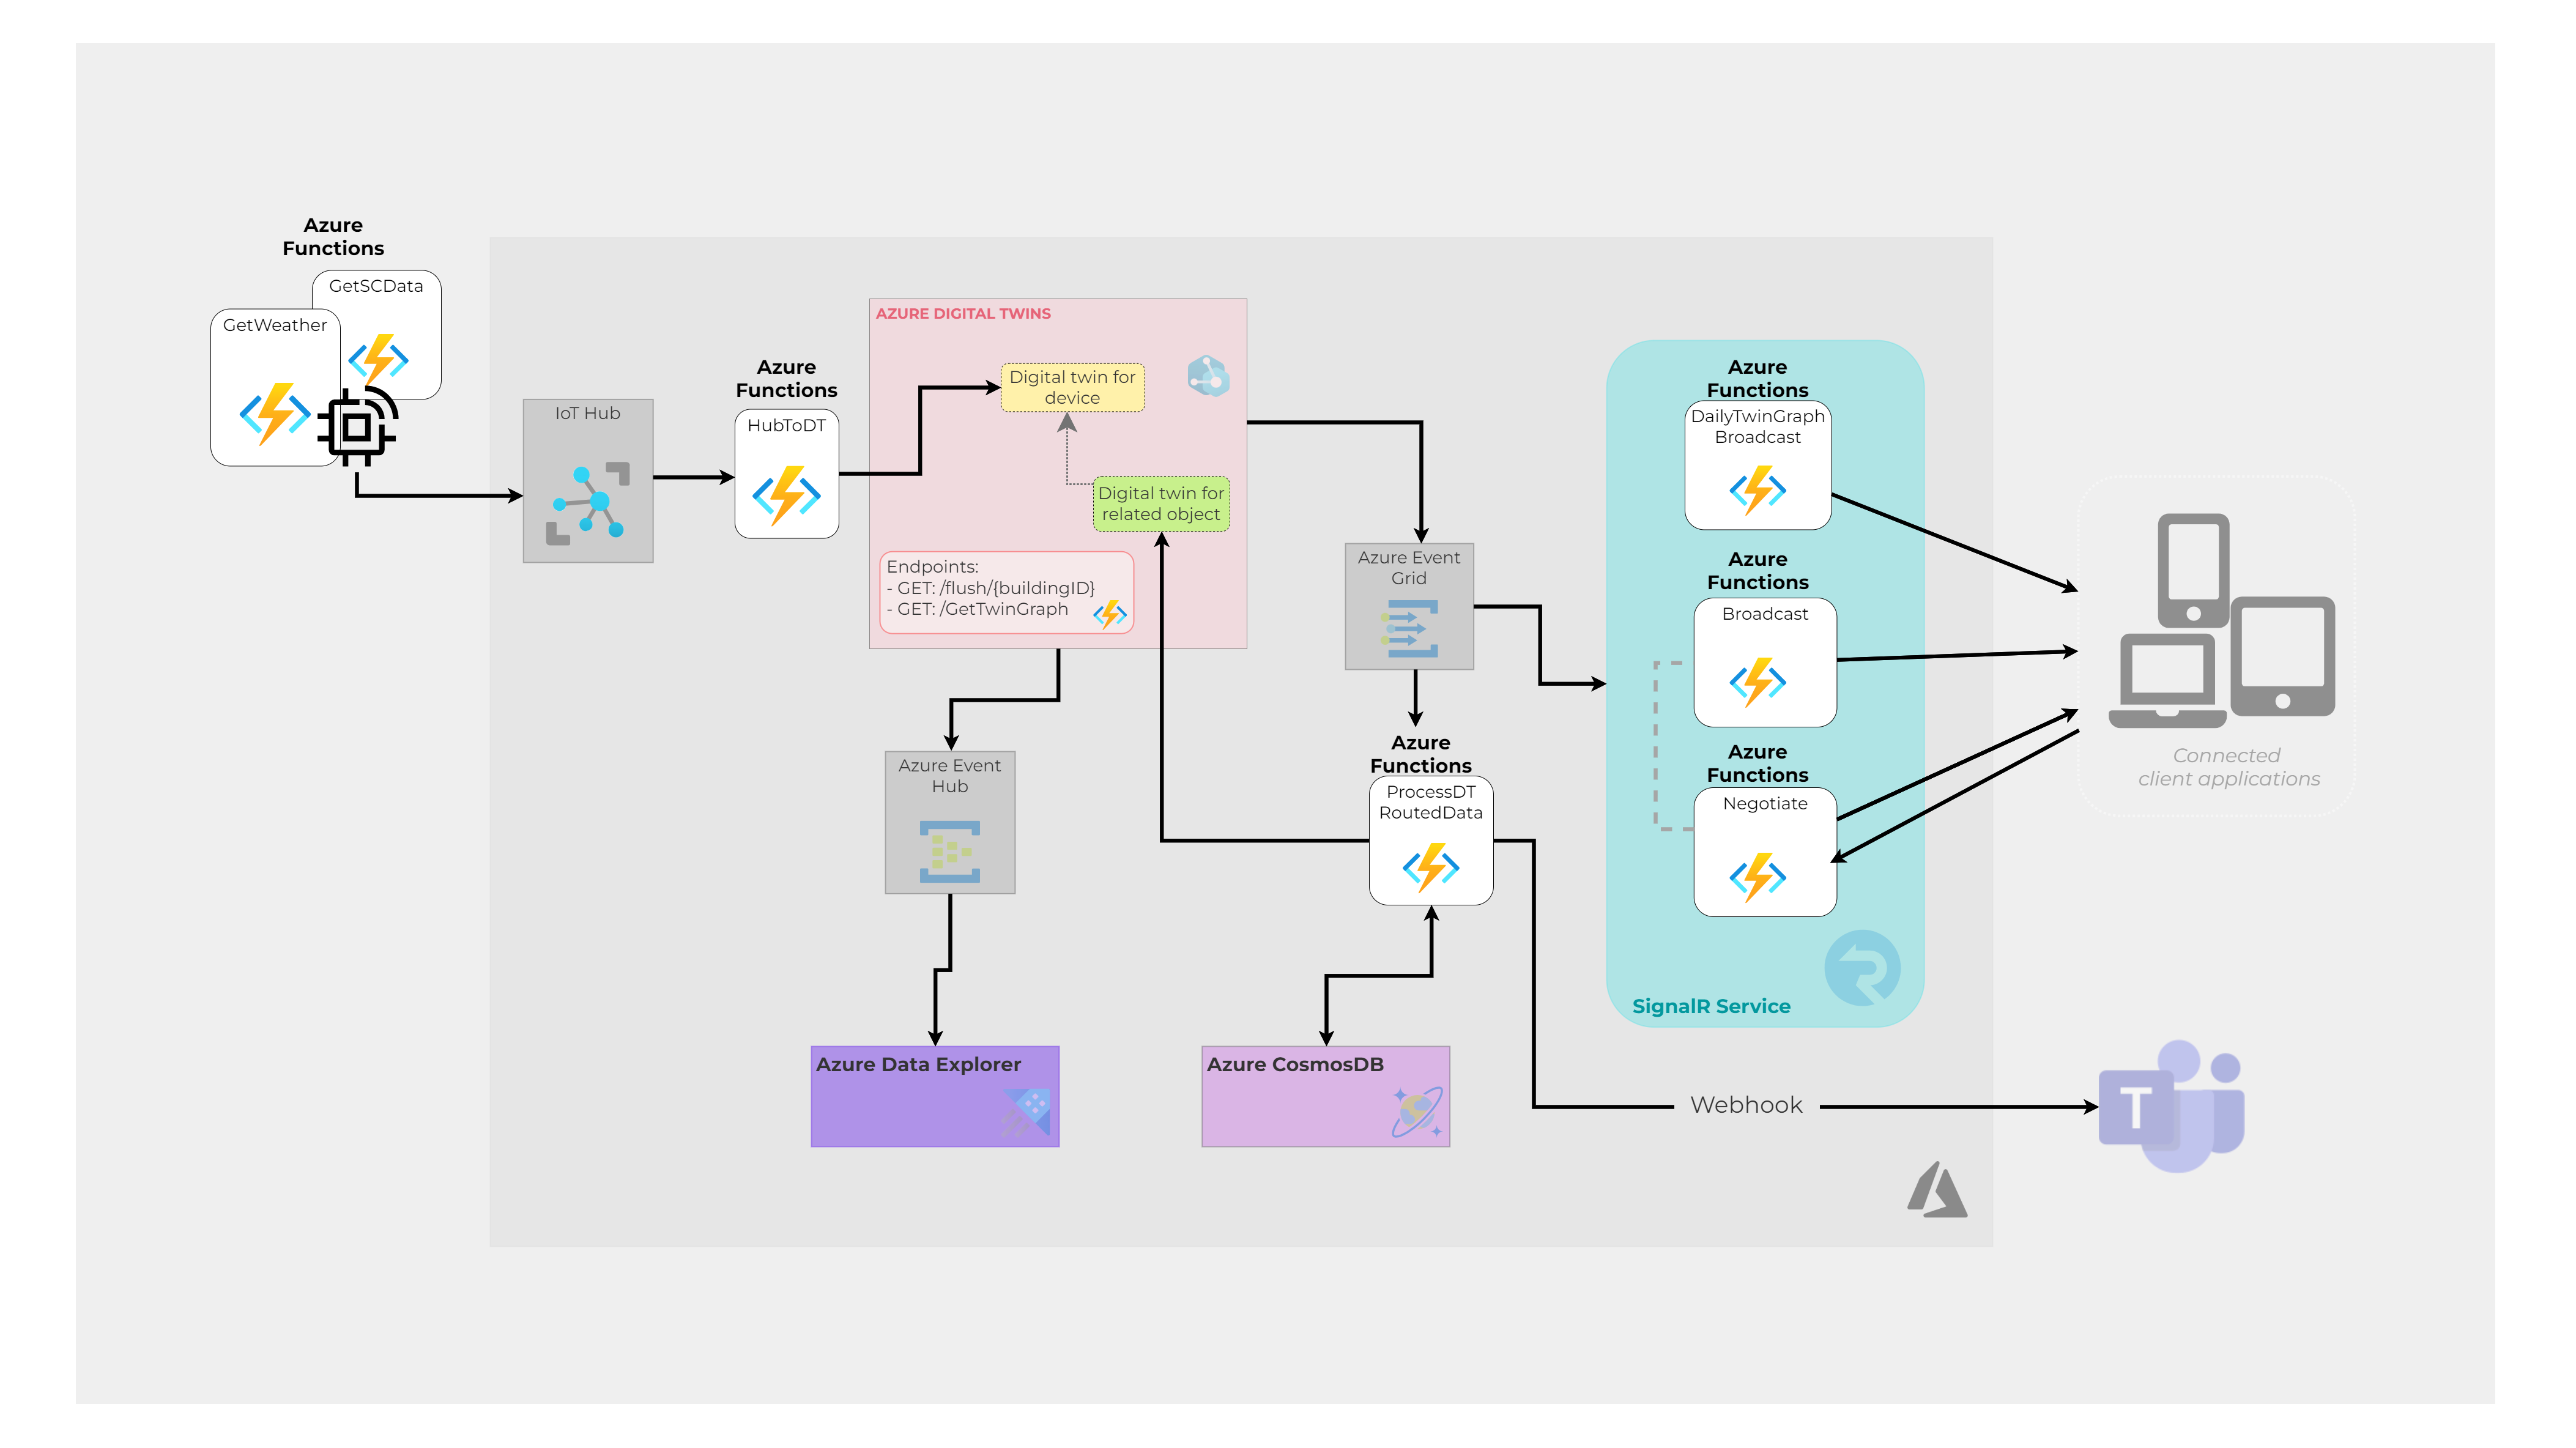 Azure
Functions
GetSCData
GetWeather
IoT Hub
Azure
Functions
HubToDT
AZURE DIGITAL TWINS
Digital twin for
device
Digital twin for
related object
Endpoints:
- GET: /flush/{buildingID}
- GET: /GetTwinGraph
Azure Event
Hub
Azure Data Explorer
Azure Event
Grid
Azure
Functions
ProcessDT
RoutedData
Azure CosmosDB
Azure
Functions
DailyTwinGraph
Broadcast
Azure
Functions
Broadcast
Azure
Functions
Negotiate
SignalR Service
Connected
client applications
Webhook
T